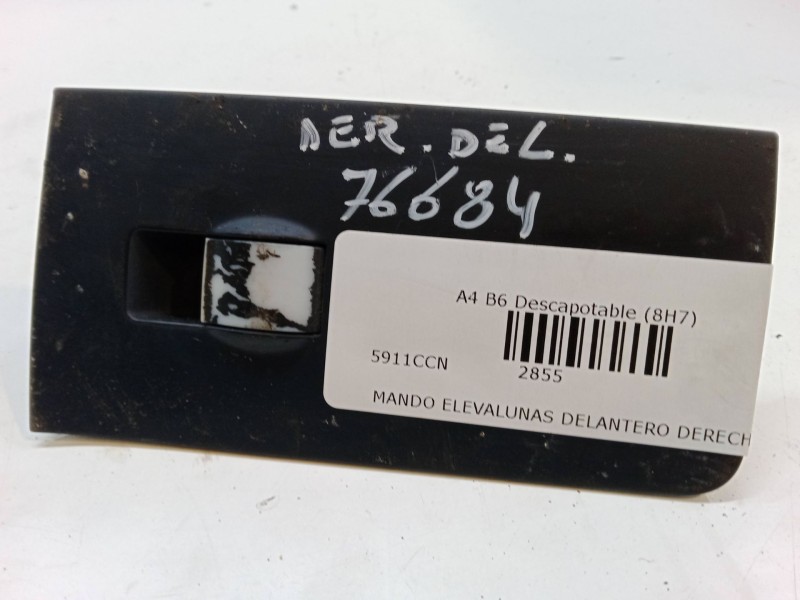 DER. DEL.
76684
A4 B6 Descapotable (8H7)
5911CCN
2855
MANDO ELEVALUNAS DELANTERO DERECH